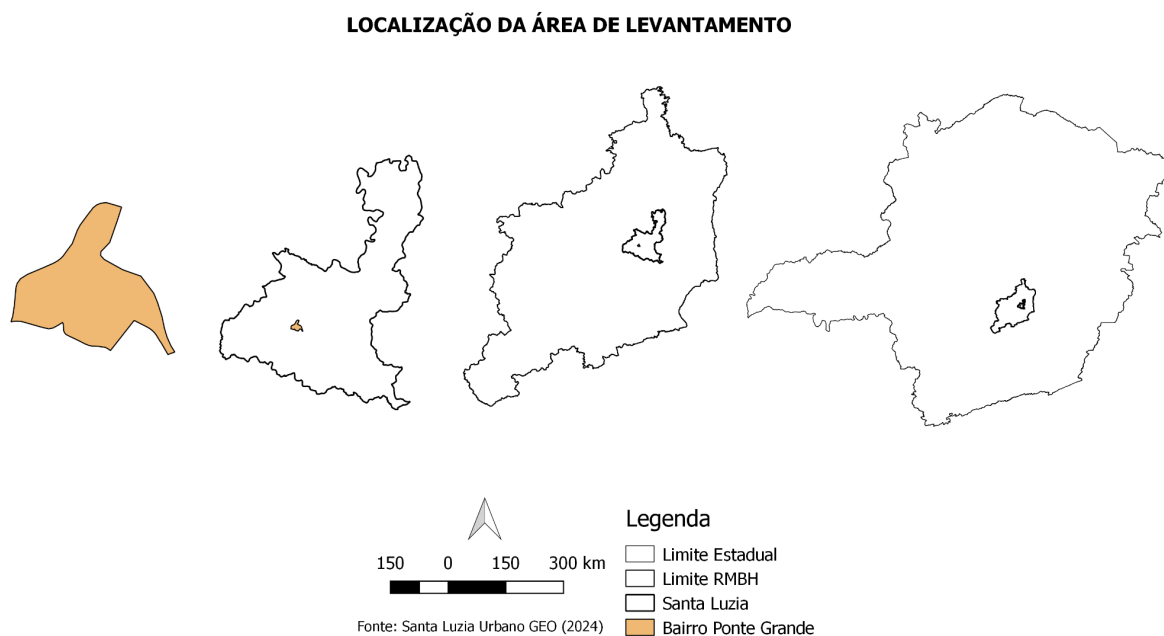 LOCALIZAÇÃO DA ÁREA DE LEVANTAMENTO
150 0 150 300 km
Fonte: Santa Luzia Urbano GEO (2024)
Legenda
Limite Estadual
Limite RMBH
Santa Luzia
Bairro Ponte Grande